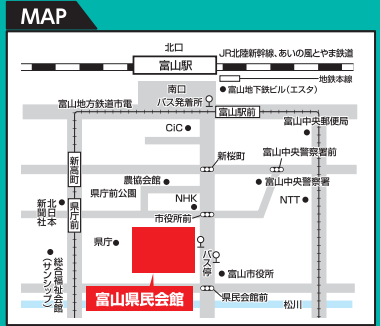 MAP
北口
JR北陸新幹線、あいの風とやま鉄道
富山駅
地鉄本線
南口
バス発着所
富山地下鉄ビル(エスタ)
富山地方鉄道市電
富山駅前
富山中央郵便局
CiC
新桜町
富山中央警察署前
新富町
農協会館
県庁前公園
富山中央警察署
NHK
NTT
北日本新聞社
県庁前
市役所前
県庁
バス停
総合福祉会館
(サンシップ)
富山市役所
富山県民会館
県民会館前
松川